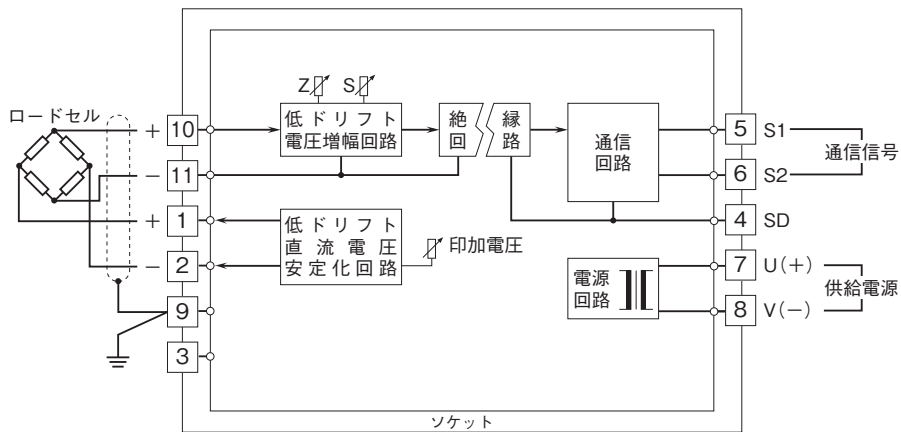 ロードセル
+
10
−
11
+
1
−
2
9
3
Z
S
低ドリフト
電圧増幅回路
絶縁
回路
通信
回路
低ドリフト
直流電圧
安定化回路
印加電圧
電源
回路
5
S1
6
S2
通信信号
4
SD
7
U(+)
8
V(−)
供給電源
ソケット